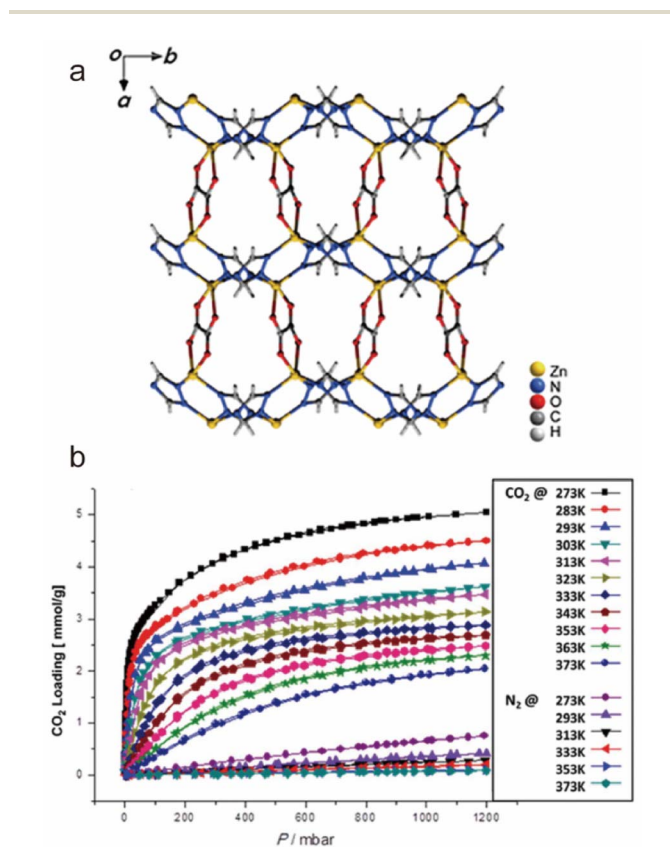 a
o b
a
Zn
N
O
C
H
b
CO₂ Loading [ mmol/g]
5
4
3
2
1
0
0 200 400 600 800 1000 1200
P / mbar
CO₂ @ 273K
283K
293K
303K
313K
323K
333K
343K
353K
363K
373K
N₂ @ 273K
293K
313K
333K
353K
373K